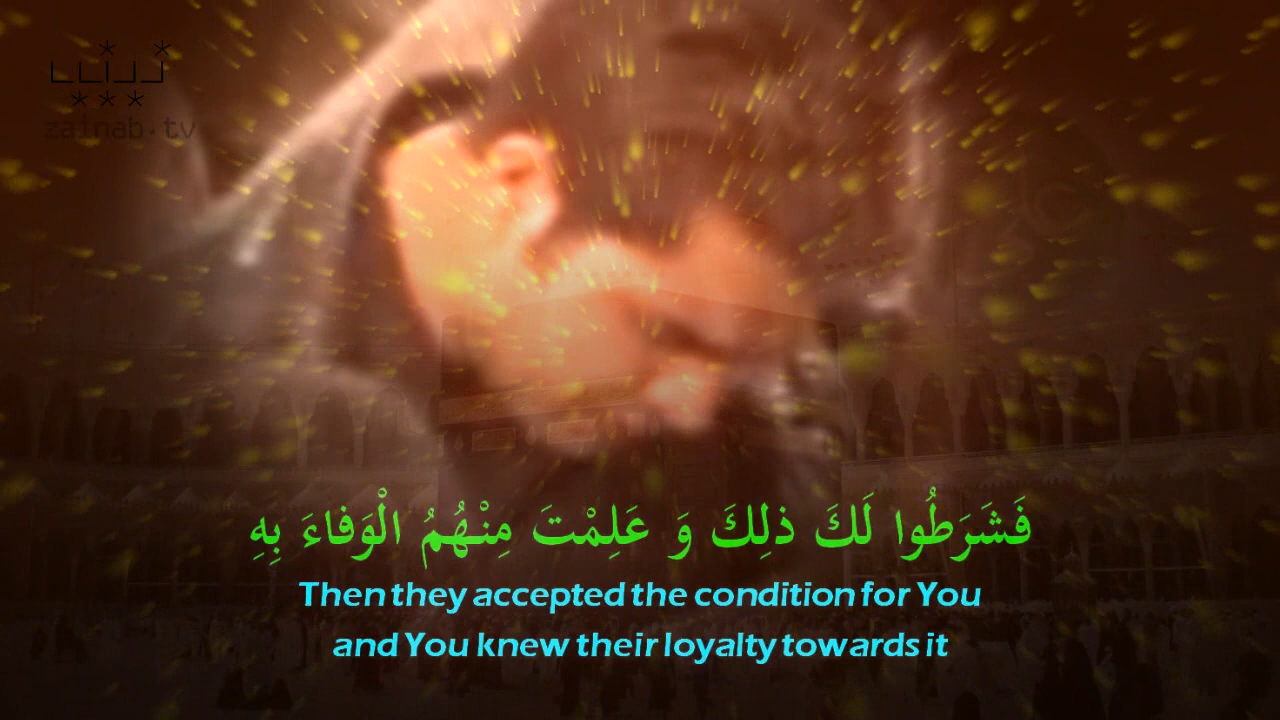 zainab.tv
فَشَرَطُوا لَكَ ذلِكَ وَ عَلِمْتَ مِنْهُمُ الْوَفاءَ بِهِ
Then they accepted the condition for You
and You knew their loyalty towards it